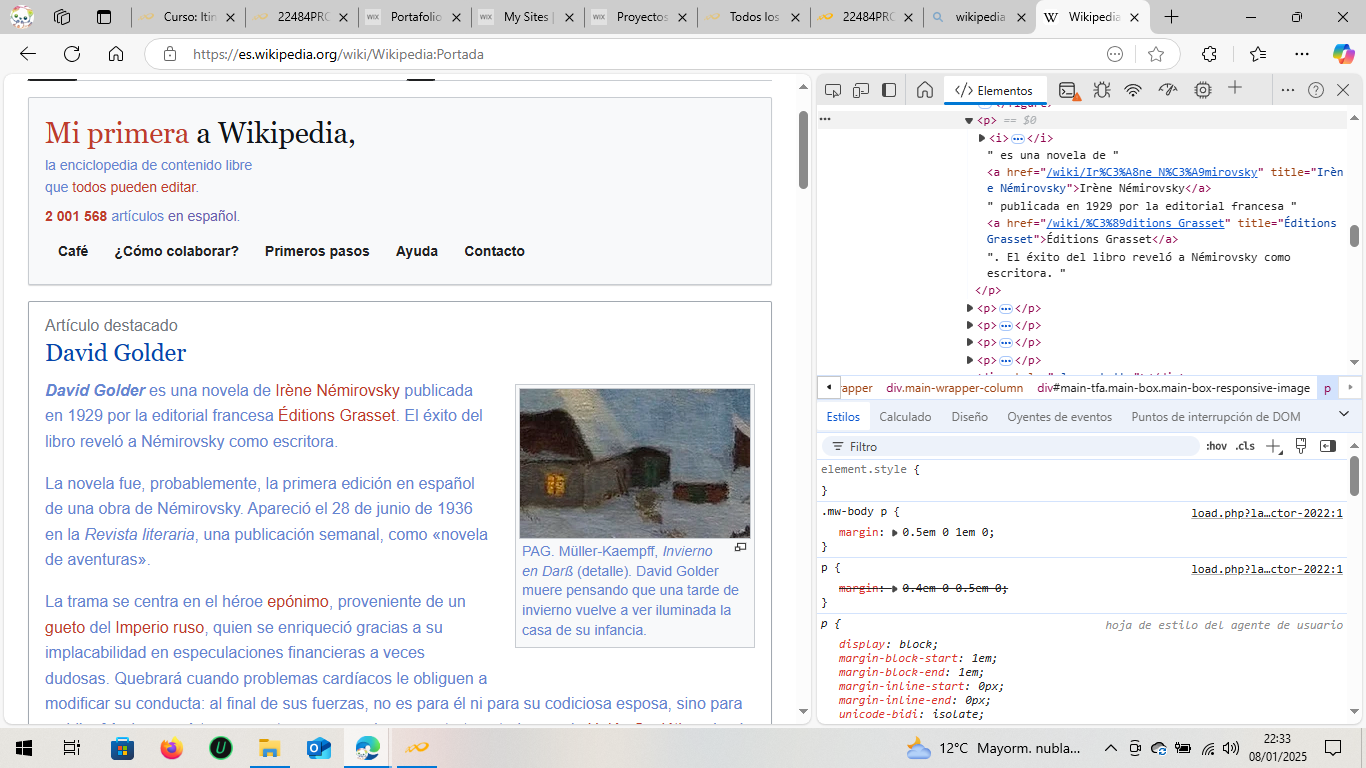 Curso: Itin
22484PRC
Portafolio
My Sites |
Proyectos
Todos los
22484PRC
wikipedia
Wikipedia
https://es.wikipedia.org/wiki/Wikipedia:Portada
Mi primera a Wikipedia,
la enciclopedia de contenido libre
que todos pueden editar.
2 001 568 artículos en español.
Café ¿Cómo colaborar? Primeros pasos Ayuda Contacto
Artículo destacado
David Golder
David Golder es una novela de Irène Némirovsky publicada
en 1929 por la editorial francesa Éditions Grasset. El éxito del
libro reveló a Némirovsky como escritora.
La novela fue, probablemente, la primera edición en español
de una obra de Némirovsky. Apareció el 28 de junio de 1936
en la Revista literaria, una publicación semanal, como «novela
de aventuras».
PAG. Müller-Kaempff, Invierno
en Darß (detalle). David Golder
muere pensando que una tarde de
invierno vuelve a ver iluminada la
casa de su infancia.
La trama se centra en el héroe epónimo, proveniente de un
gueto del Imperio ruso, quien se enriqueció gracias a su
implacabilidad en especulaciones financieras a veces
dudosas. Quebrará cuando problemas cardíacos le obliguen a
modificar su conducta: al final de sus fuerzas, no es para él ni para su codiciosa esposa, sino para
Elementos
<p> == $0
<i>…</i>
" es una novela de "
<a href="/wiki/Ir%C3%A8ne_N%C3%A9mirovsky" title="Irèn
e Némirovsky">Irène Némirovsky</a>
" publicada en 1929 por la editorial francesa "
<a href="/wiki/%C3%89ditions_Grasset" title="Éditions
Grasset">Éditions Grasset</a>
". El éxito del libro reveló a Némirovsky como
escritora. "
</p>
<p>…</p>
<p>…</p>
<p>…</p>
<p>…</p>
rapper div.main-wrapper-column div#main-tfa.main-box.main-box-responsive-image p
Estilos Calculado Diseño Oyentes de eventos Puntos de interrupción de DOM
Filtro :hov .cls
element.style {
}
.mw-body p { load.php?la…ctor-2022:1
margin: 0.5em 0 1em 0;
}
p { load.php?la…ctor-2022:1
margin: 0.4em 0 0.5em 0;
}
p { hoja de estilo del agente de usuario
display: block;
margin-block-start: 1em;
margin-block-end: 1em;
margin-inline-start: 0px;
margin-inline-end: 0px;
unicode-bidi: isolate;
12°C Mayorm. nubla...
22:33
08/01/2025